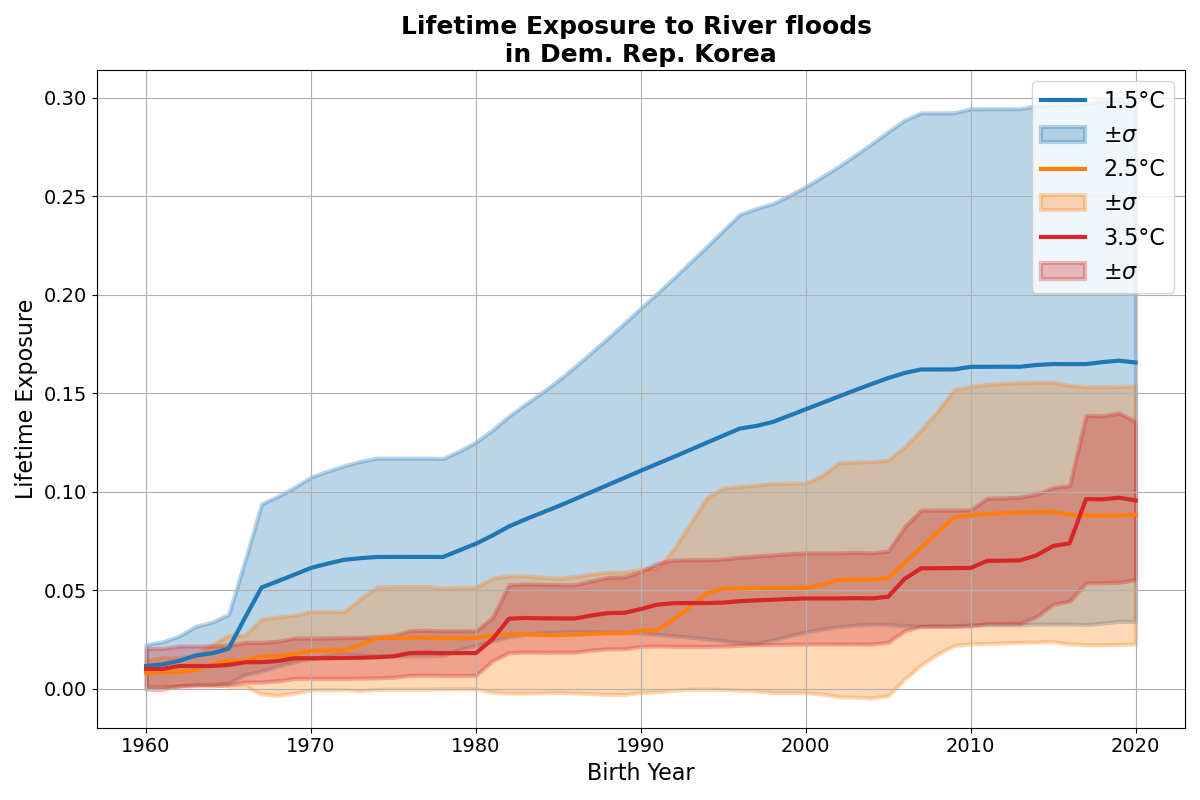 Lifetime Exposure to River floods
in Dem. Rep. Korea
0.30
0.25
0.20
0.15
0.10
0.05
0.00
Lifetime Exposure
1.5°C
±σ
2.5°C
±σ
3.5°C
±σ
1960 1970 1980 1990 2000 2010 2020
Birth Year